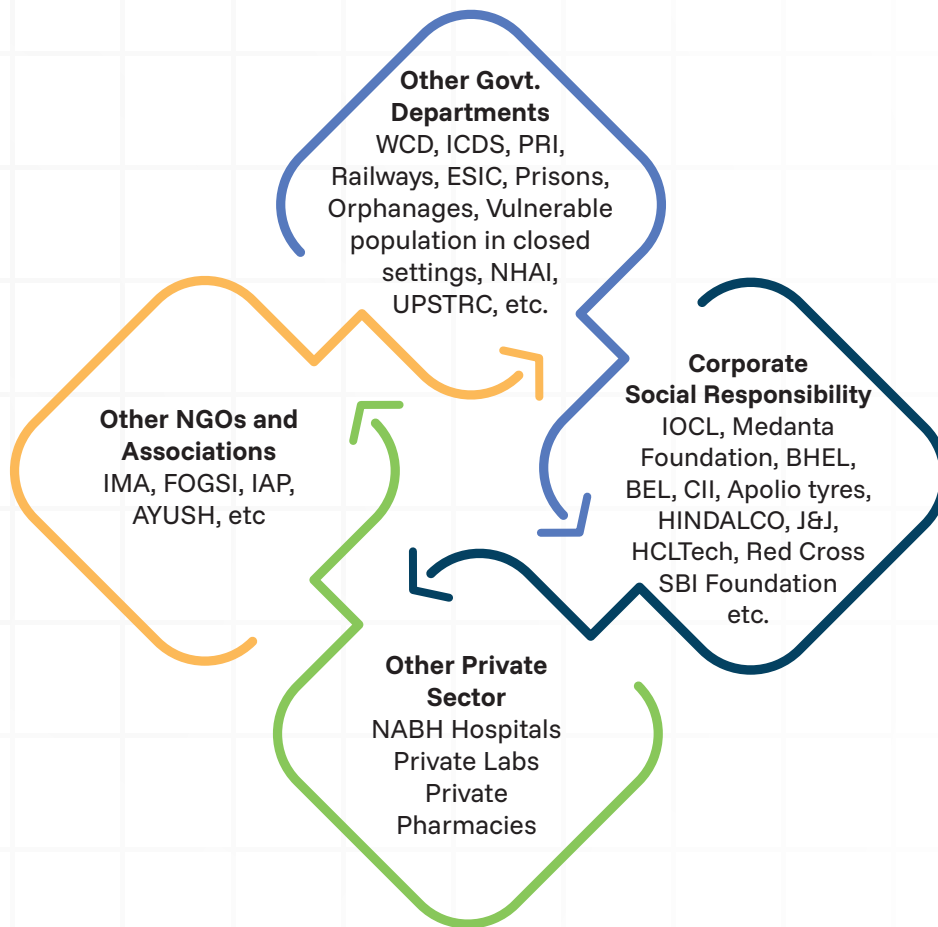 Other Govt.
Departments
WCD, ICDS, PRI,
Railways, ESIC, Prisons,
Orphanages, Vulnerable
population in closed
settings, NHAI,
UPSTRC, etc.
Other NGOs and
Associations
IMA, FOGSI, IAP,
AYUSH, etc
Corporate
Social Responsibility
IOCL, Medanta
Foundation, BHEL,
BEL, CII, Apolio tyres,
HINDALCO, J&J,
HCLTech, Red Cross
SBI Foundation
etc.
Other Private
Sector
NABH Hospitals
Private Labs
Private
Pharmacies